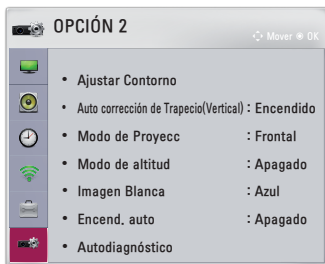 OPCIÓN 2
Mover OK
• Ajustar Contorno
• Auto corrección de Trapecio(Vertical) : Encendido
• Modo de Proyecc : Frontal
• Modo de altitud : Apagado
• Imagen Blanca : Azul
• Encend. auto : Apagado
• Autodiagnóstico